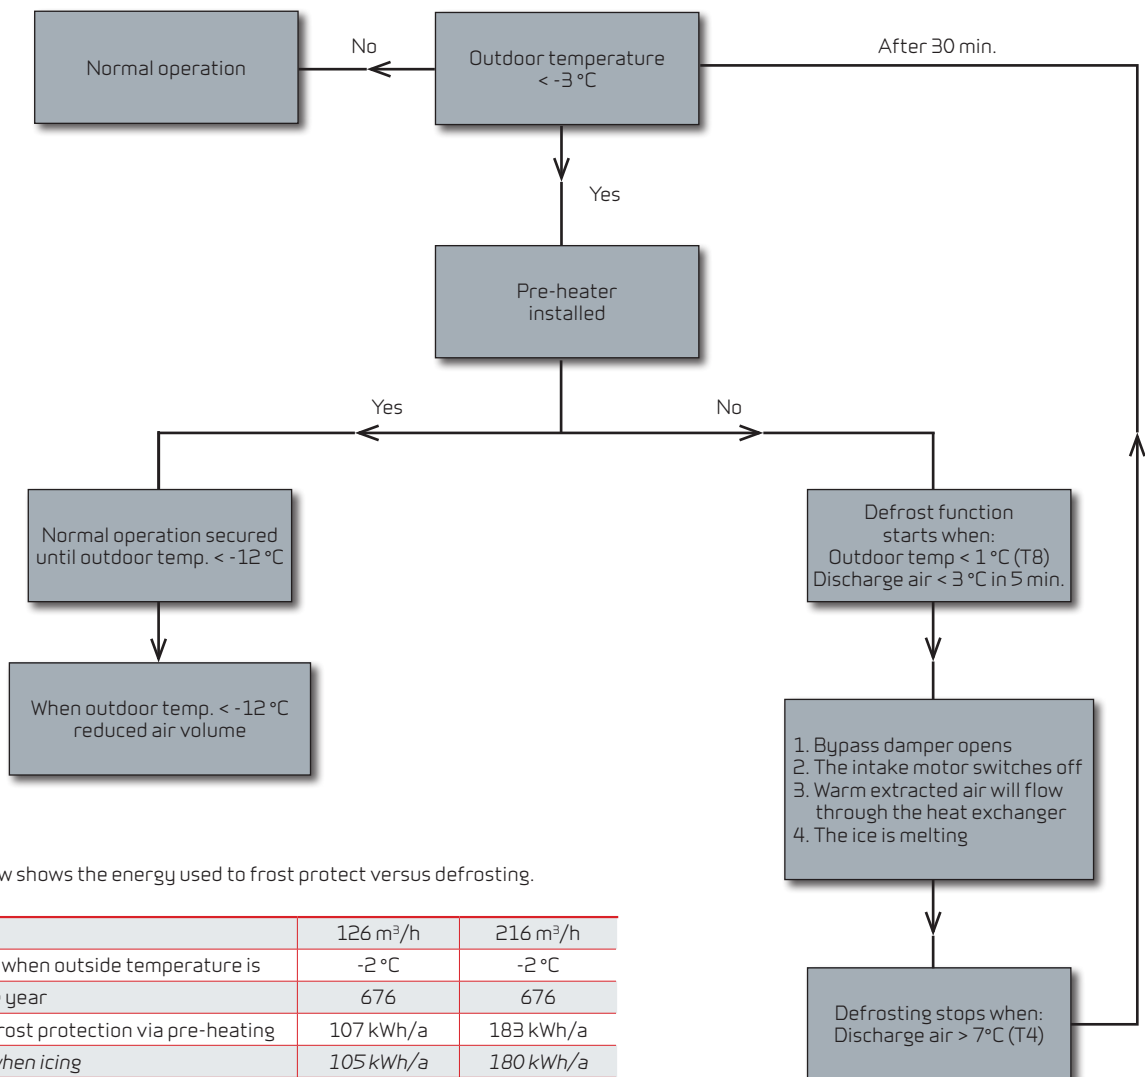 Normal operation
No
Outdoor temperature
< -3 °C
After 30 min.
Yes
Pre-heater
installed
Yes
No
Normal operation secured
until outdoor temp. < -12 °C
When outdoor temp. < -12 °C
reduced air volume
Defrost function
starts when:
Outdoor temp < 1 °C (T8)
Discharge air < 3 °C in 5 min.
1. Bypass damper opens
2. The intake motor switches off
3. Warm extracted air will flow
through the heat exchanger
4. The ice is melting
Defrosting stops when:
Discharge air > 7°C (T4)
shows the energy used to frost protect versus defrosting.
126 m³/h 216 m³/h
when outside temperature is -2 °C -2 °C
year 676 676
frost protection via pre-heating 107 kWh/a 183 kWh/a
when icing 105 kWh/a 180 kWh/a